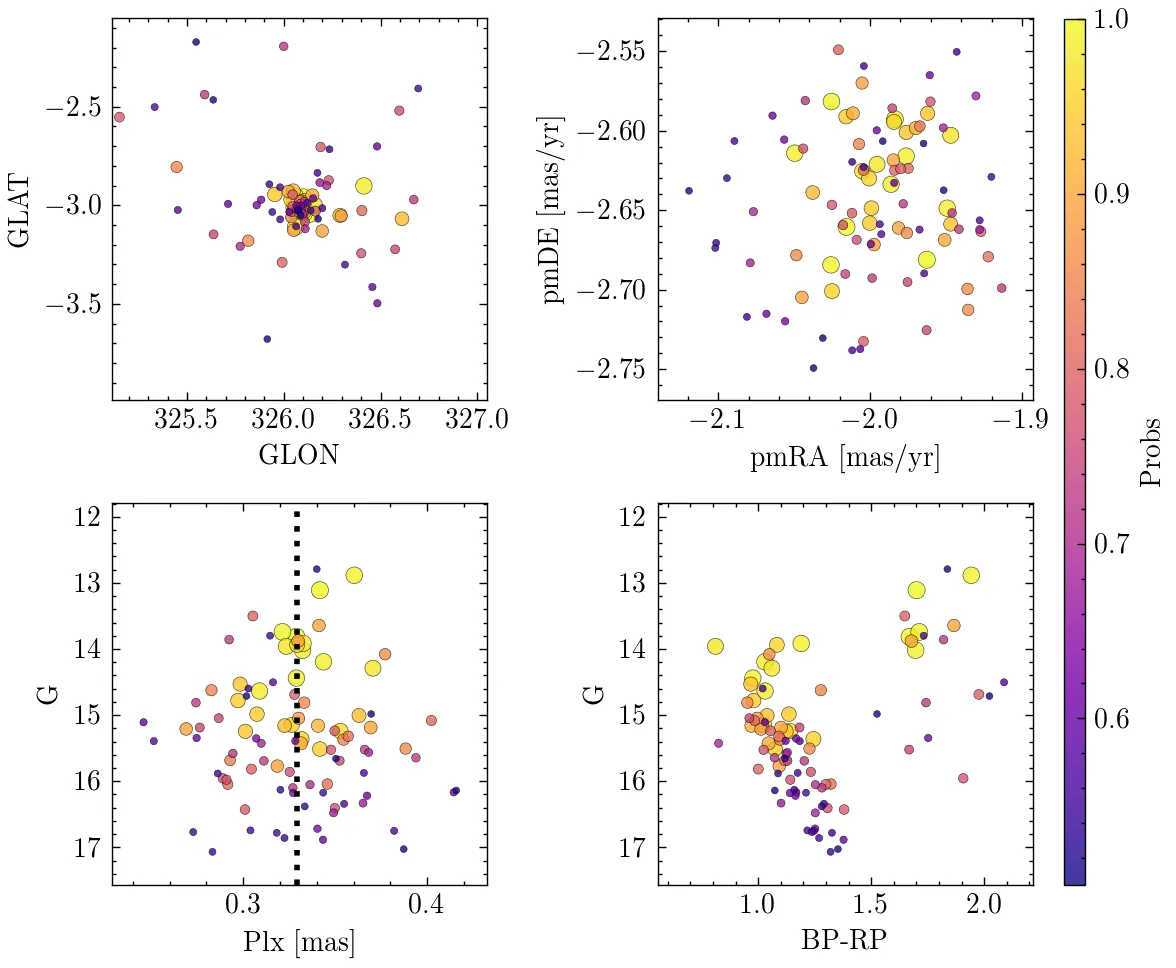 −2.5
−3.0
−3.5
GLAT
325.5 326.0 326.5 327.0
GLON
−2.55
−2.60
−2.65
−2.70
−2.75
pmDE [mas/yr]
−2.1 −2.0 −1.9
pmRA [mas/yr]
12
13
14
15
16
17
G
0.3 0.4
Plx [mas]
12
13
14
15
16
17
G
1.0 1.5 2.0
BP-RP
1.0
0.9
0.8
0.7
0.6
Probs